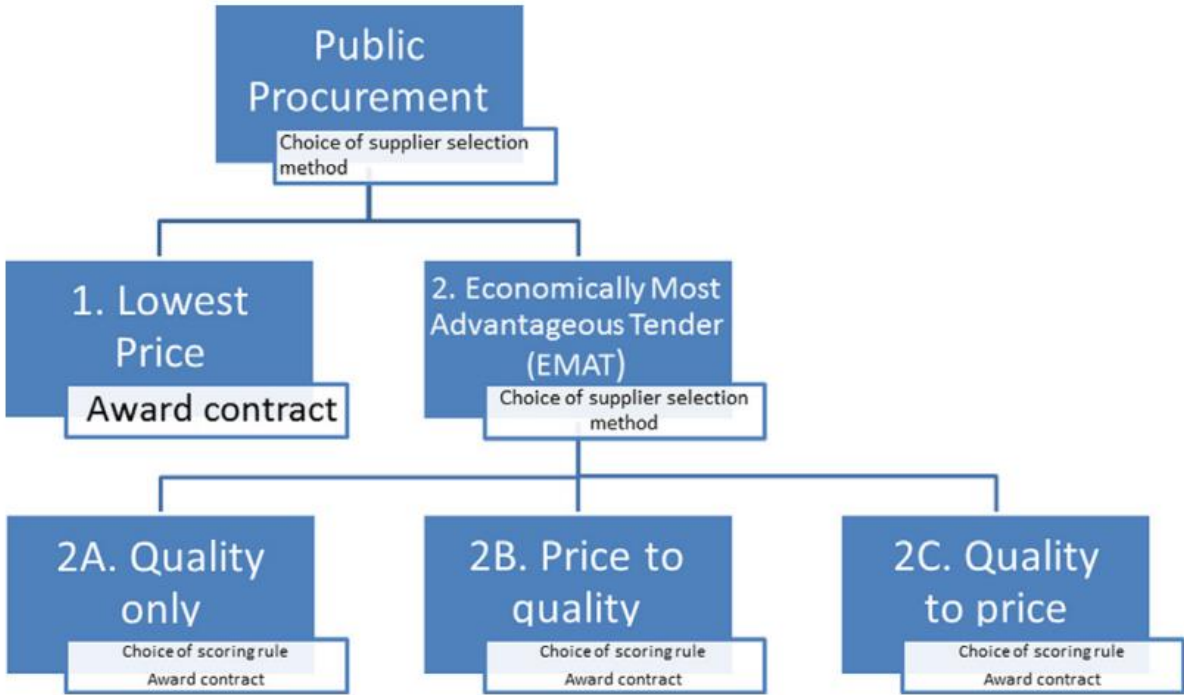 Public
Procurement
Choice of supplier selection
method
1. Lowest
Price
Award contract
2. Economically Most
Advantageous Tender
(EMAT)
Choice of supplier selection
method
2A. Quality
only
Choice of scoring rule
Award contract
2B. Price to
quality
Choice of scoring rule
Award contract
2C. Quality
to price
Choice of scoring rule
Award contract